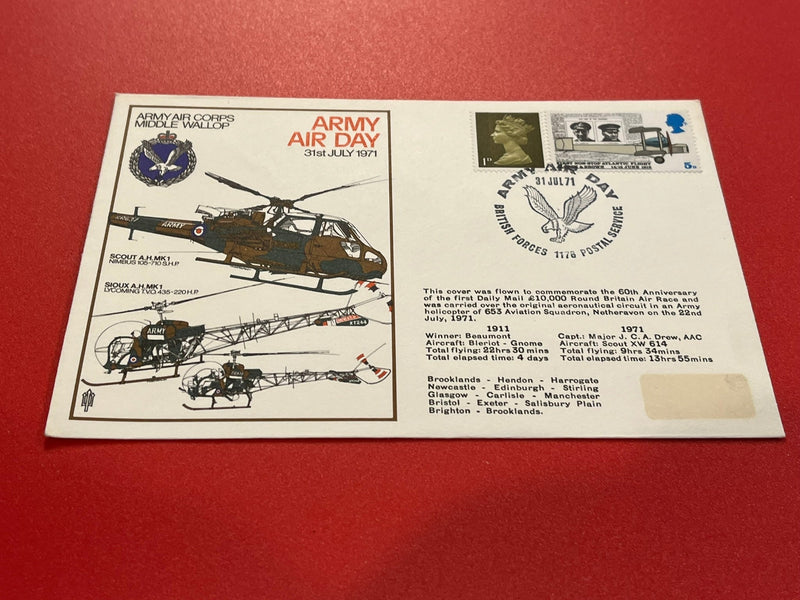 ARMY AIR CORPS
MIDDLE WALLOP
ARMY
AIR DAY
31st JULY 1971
ARMY
SCOUT A.H, MK1
NIMBUS 105-710 S.H.P
SIOUX A.H, MK1
LYCOMING T.V.O 435-220 H.P
ARMY
XT244
1P
5D
ARMY AIR DAY
31 JUL 71
BRITISH FORCES 1178 POSTAL SERVICE
This cover was flown to commemorate the 60th Anniversary
of the first Daily Mail £10,000 Round Britain Air Race and
was carried over the original aeronautical circuit in an Army
helicopter of 653 Aviation Squadron, Netheravon on the 22nd
July, 1971.
1911
Winner: Beaumont
Aircraft: Bleriot - Gnome
Total flying: 22hrs 30 mins
Total elapsed time: 4 days
1971
Capt.: Major J. C. A. Drew, AAC
Aircraft: Scout XW 614
Total flying: 9hrs 34mins
Total elapsed time: 13hrs 55mins
Brooklands - Hendon - Harrogate
Newcastle - Edinburgh - Stirling
Glasgow - Carlisle - Manchester
Bristol - Exeter - Salisbury Plain
Brighton - Brooklands.